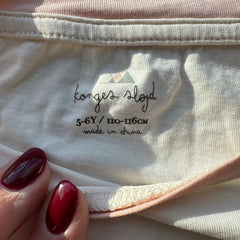 konges sløjd
5-6Y / 110-116CM
made in china